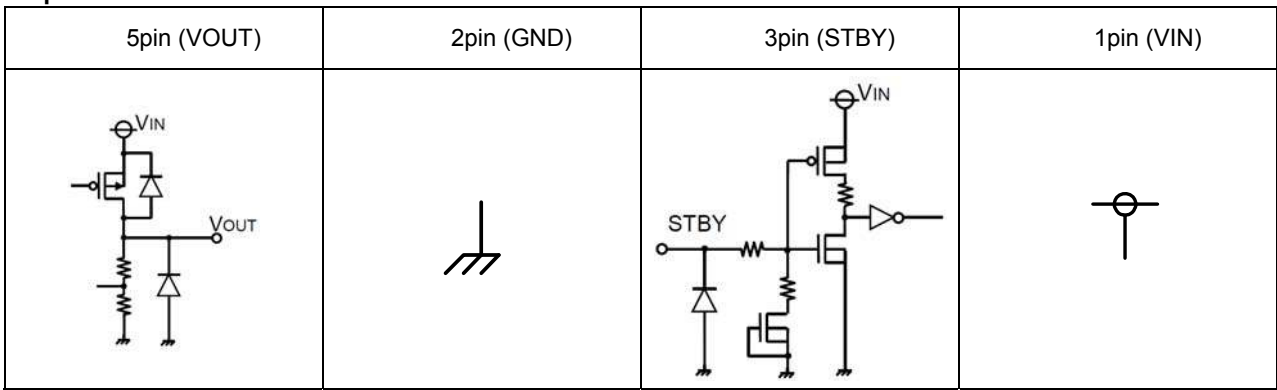 5pin (VOUT)
2pin (GND)
3pin (STBY)
1pin (VIN)
VIN
VOUT
VIN
STBY